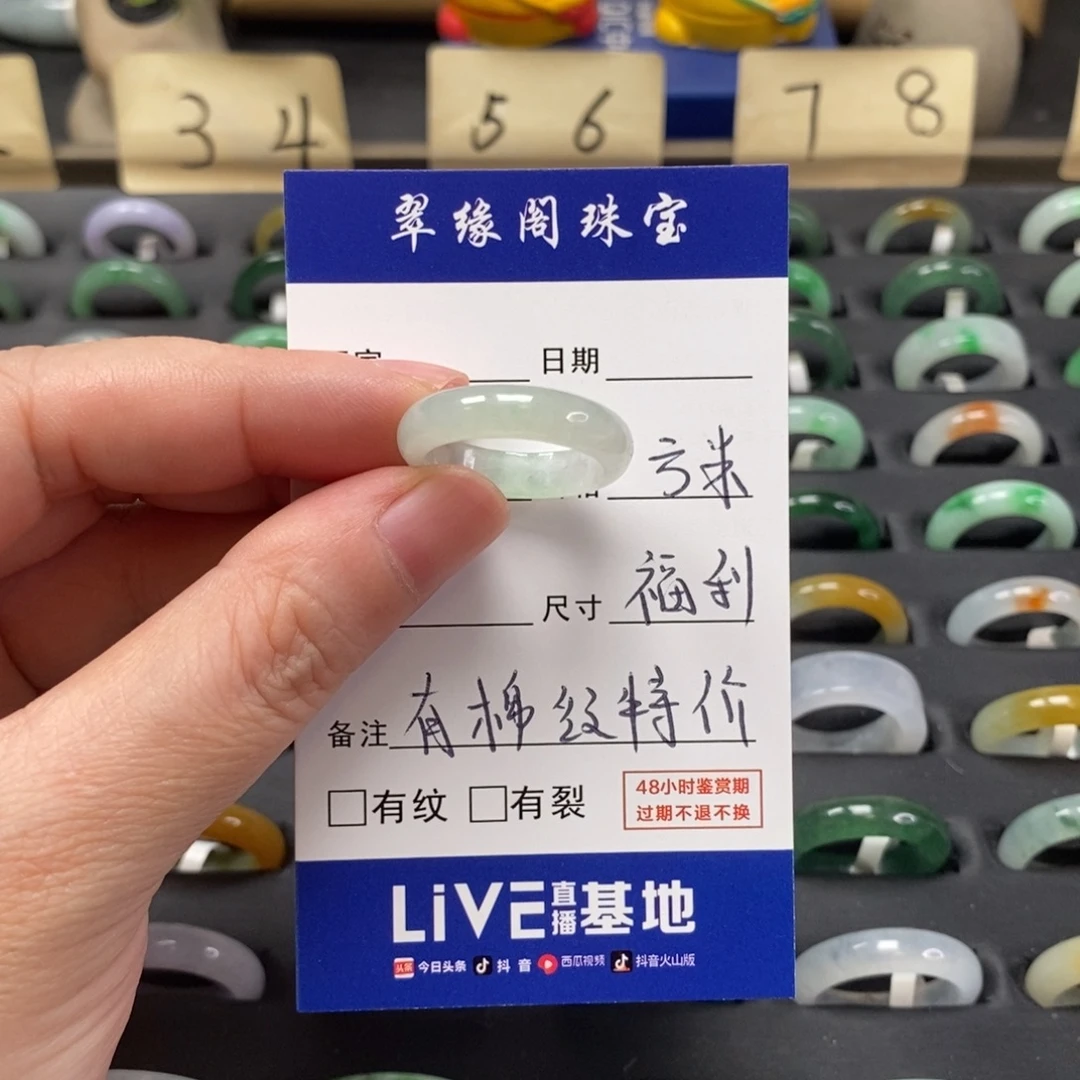 3 4
5 6
7 8
翠缘阁珠宝
日期
方米
尺寸 福利
备注 有棉纹特价
有纹 有裂
48小时鉴赏期
过期不退不换
LiVE直播基地
头条 今日头条 抖音 西瓜视频 抖音火山版